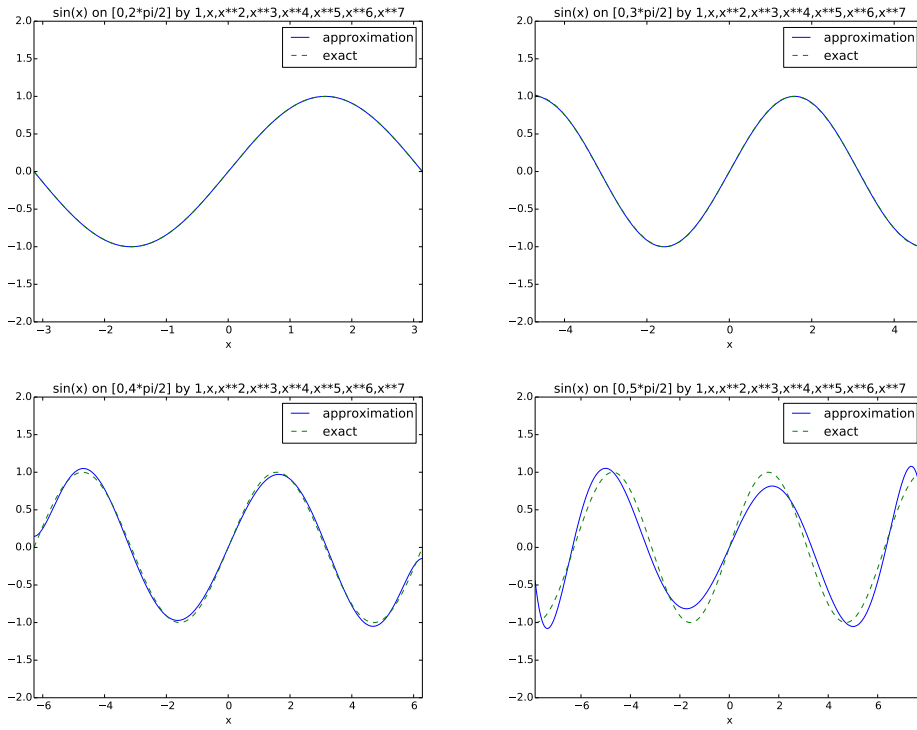 sin(x) on [0,2*pi/2] by 1,x,x**2,x**3,x**4,x**5,x**6,x**7
2.0
approximation
exact
1.5
1.0
0.5
0.0
−0.5
−1.0
−1.5
−2.0
−3 −2 −1 0 1 2 3
x
sin(x) on [0,3*pi/2] by 1,x,x**2,x**3,x**4,x**5,x**6,x**7
2.0
approximation
exact
1.5
1.0
0.5
0.0
−0.5
−1.0
−1.5
−2.0
−4 −2 0 2 4
x
sin(x) on [0,4*pi/2] by 1,x,x**2,x**3,x**4,x**5,x**6,x**7
2.0
approximation
exact
1.5
1.0
0.5
0.0
−0.5
−1.0
−1.5
−2.0
−6 −4 −2 0 2 4 6
x
sin(x) on [0,5*pi/2] by 1,x,x**2,x**3,x**4,x**5,x**6,x**7
2.0
approximation
exact
1.5
1.0
0.5
0.0
−0.5
−1.0
−1.5
−2.0
−6 −4 −2 0 2 4 6
x